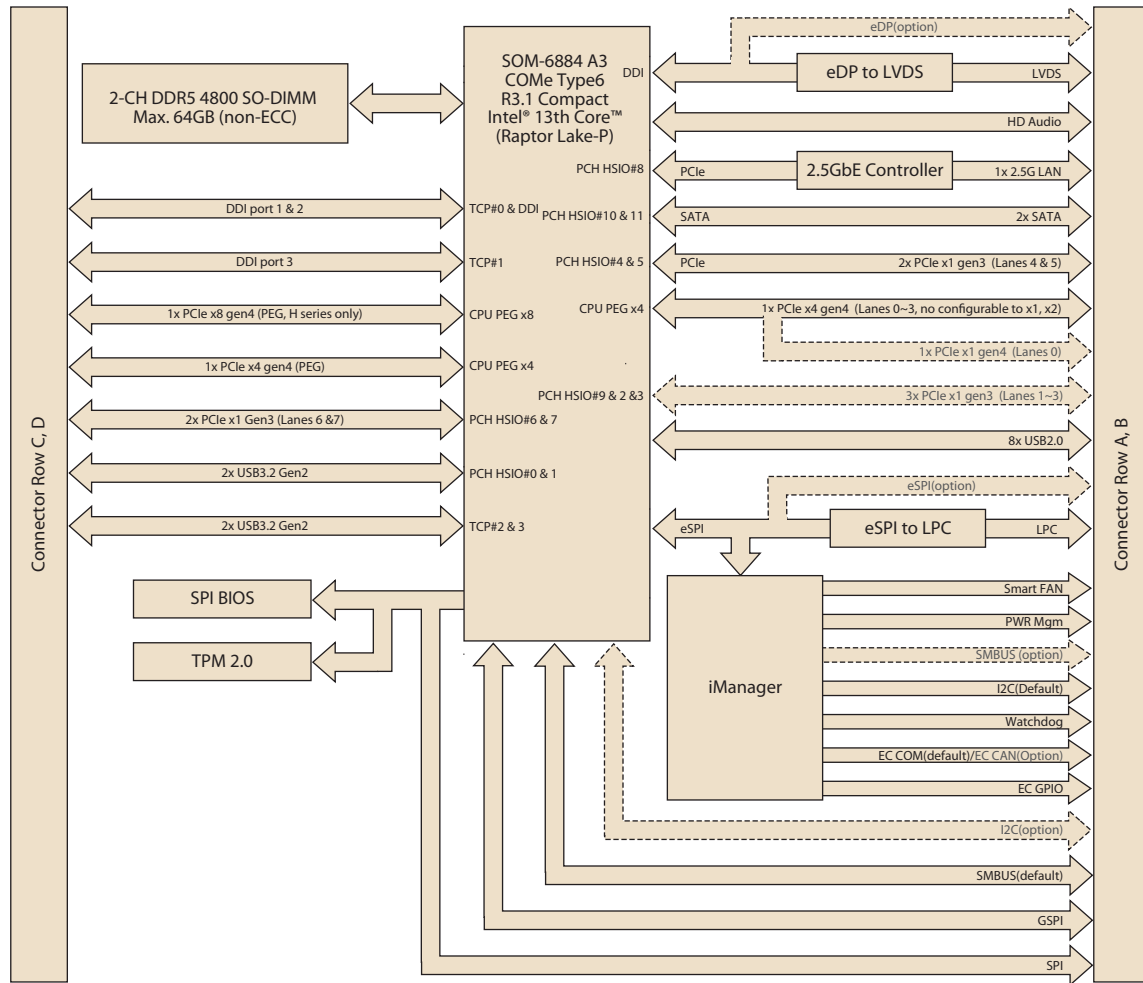 Connector Row C, D
2-CH DDR5 4800 SO-DIMM
Max. 64GB (non-ECC)
DDI port 1 & 2
DDI port 3
1x PCIe x8 gen4 (PEG, H series only)
1x PCIe x4 gen4 (PEG)
2x PCIe x1 Gen3 (Lanes 6 &7)
2x USB3.2 Gen2
2x USB3.2 Gen2
SPI BIOS
TPM 2.0
SOM-6884 A3
COMe Type6
R3.1 Compact
Intel® 13th Core™
(Raptor Lake-P)
TCP#0 & DDI
TCP#1
CPU PEG x8
CPU PEG x4
PCH HSIO#6 & 7
PCH HSIO#0 & 1
TCP#2 & 3
DDI
PCH HSIO#8
PCH HSIO#10 & 11
PCH HSIO#4 & 5
CPU PEG x4
PCH HSIO#9 & 2 &3
eDP(option)
eDP to LVDS
LVDS
HD Audio
PCIe
2.5GbE Controller
1x 2.5G LAN
SATA
2x SATA
PCIe
2x PCIe x1 gen3 (Lanes 4 & 5)
1x PCIe x4 gen4 (Lanes 0~3, no configurable to x1, x2)
1x PCIe x1 gen4 (Lanes 0)
3x PCIe x1 gen3 (Lanes 1~3)
8x USB2.0
eSPI(option)
eSPI
eSPI to LPC
LPC
iManager
Smart FAN
PWR Mgm
SMBUS (option)
I2C(Default)
Watchdog
EC COM(default)/EC CAN(Option)
EC GPIO
I2C(option)
SMBUS(default)
GSPI
SPI
Connector Row A, B